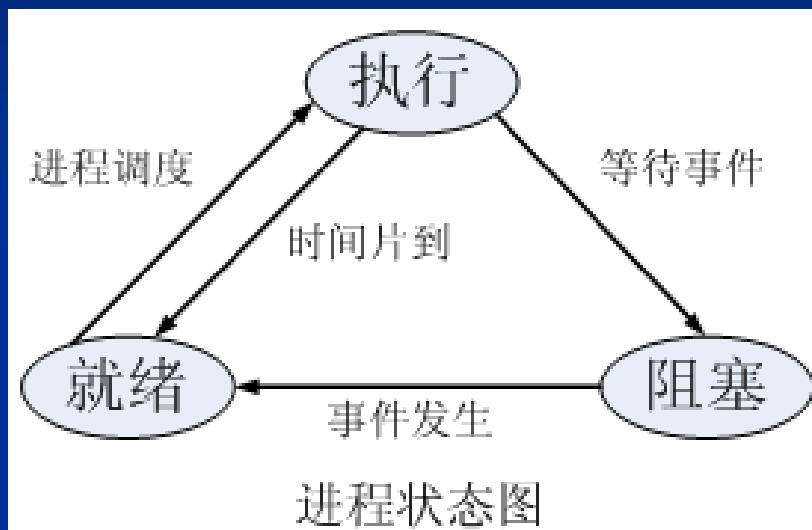 执行
进程调度
等待事件
时间片到
就绪
阻塞
事件发生
进程状态图